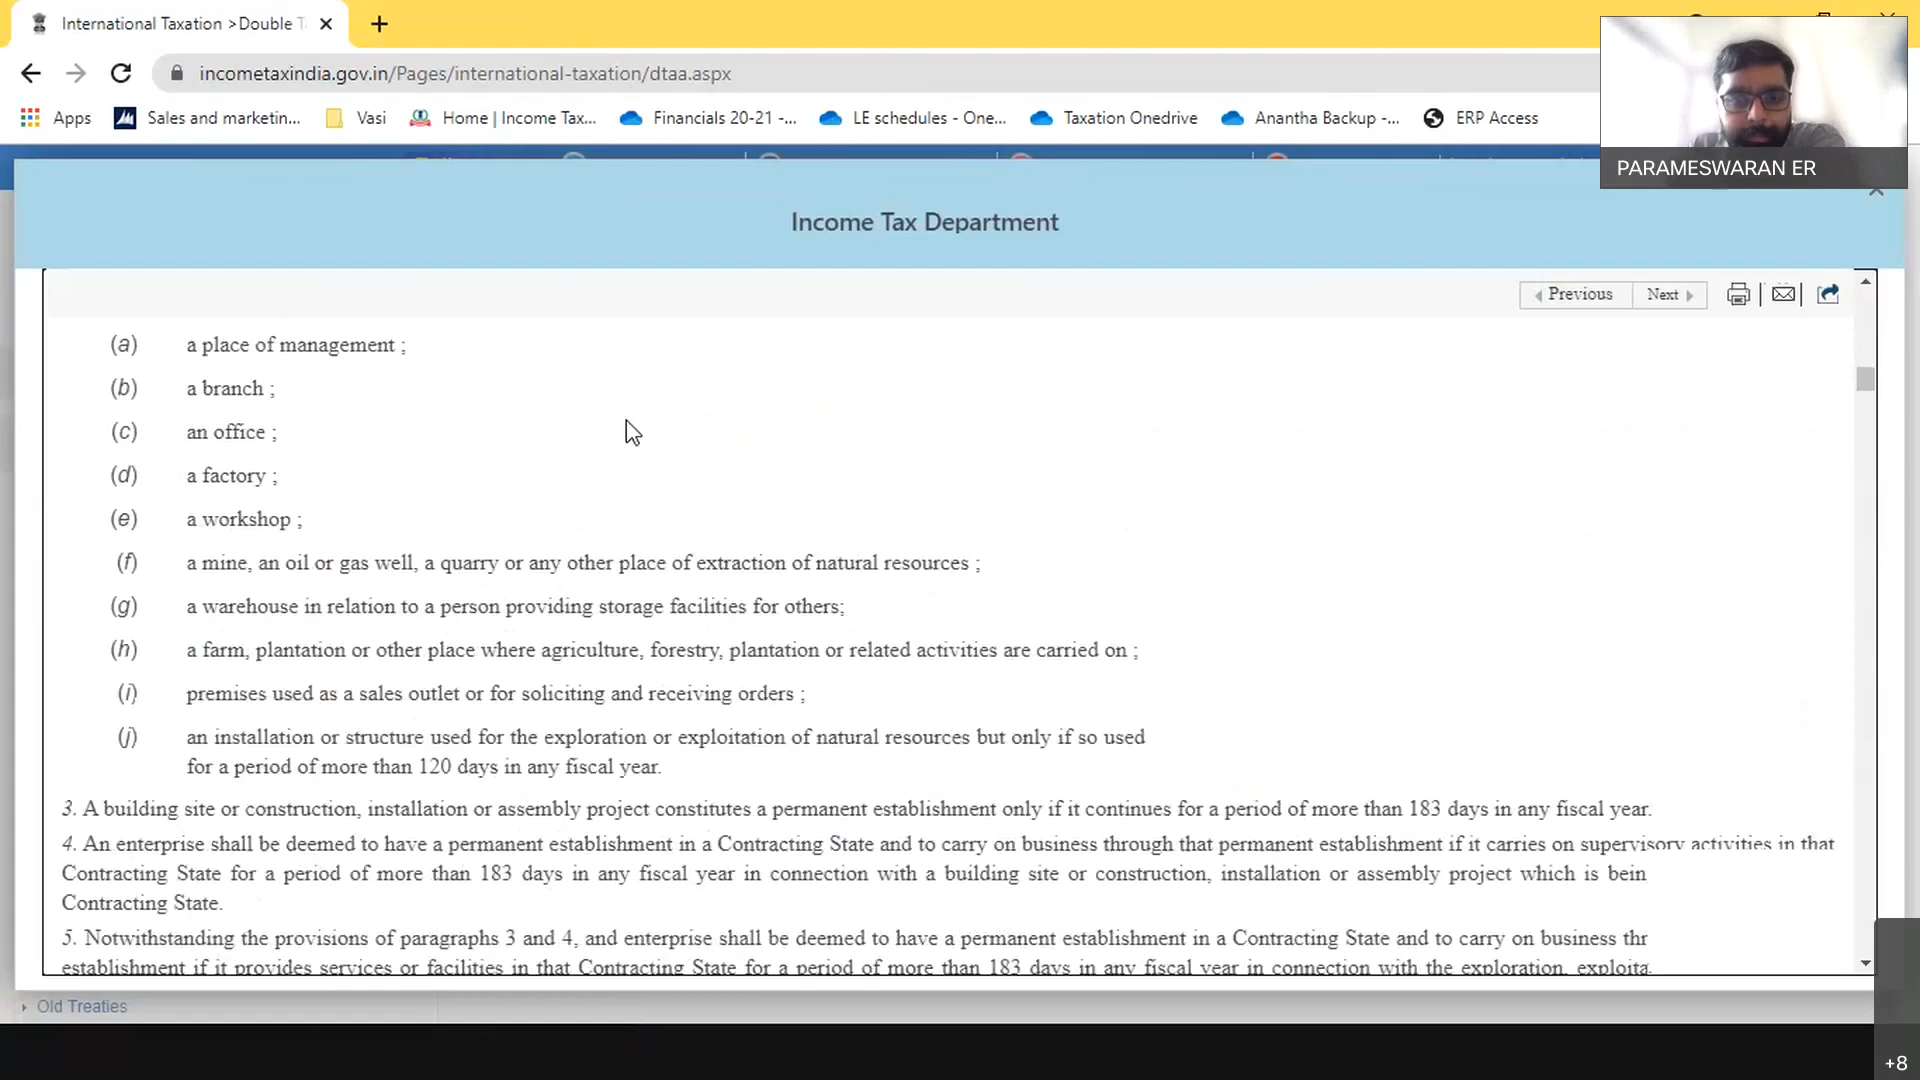 International Taxation >Double T
incometaxindia.gov.in/Pages/international-taxation/dtaa.aspx
Apps
Sales and marketin...
Vasi
Home | Income Tax...
Financials 20-21 -...
LE schedules - One...
Taxation Onedrive
Anantha Backup -...
ERP Access
PARAMESWARAN ER
Income Tax Department
Previous
Next
(a) a place of management ;
(b) a branch ;
(c) an office ;
(d) a factory ;
(e) a workshop ;
(f) a mine, an oil or gas well, a quarry or any other place of extraction of natural resources ;
(g) a warehouse in relation to a person providing storage facilities for others;
(h) a farm, plantation or other place where agriculture, forestry, plantation or related activities are carried on ;
(i) premises used as a sales outlet or for soliciting and receiving orders ;
(j) an installation or structure used for the exploration or exploitation of natural resources but only if so used
for a period of more than 120 days in any fiscal year.
3. A building site or construction, installation or assembly project constitutes a permanent establishment only if it continues for a period of more than 183 days in any fiscal year.
4. An enterprise shall be deemed to have a permanent establishment in a Contracting State and to carry on business through that permanent establishment if it carries on supervisory activities in that
Contracting State for a period of more than 183 days in any fiscal year in connection with a building site or construction, installation or assembly project which is bein
Contracting State.
5. Notwithstanding the provisions of paragraphs 3 and 4, and enterprise shall be deemed to have a permanent establishment in a Contracting State and to carry on business thr
establishment if it provides services or facilities in that Contracting State for a period of more than 183 days in any fiscal year in connection with the exploration, exploita
Old Treaties
+8